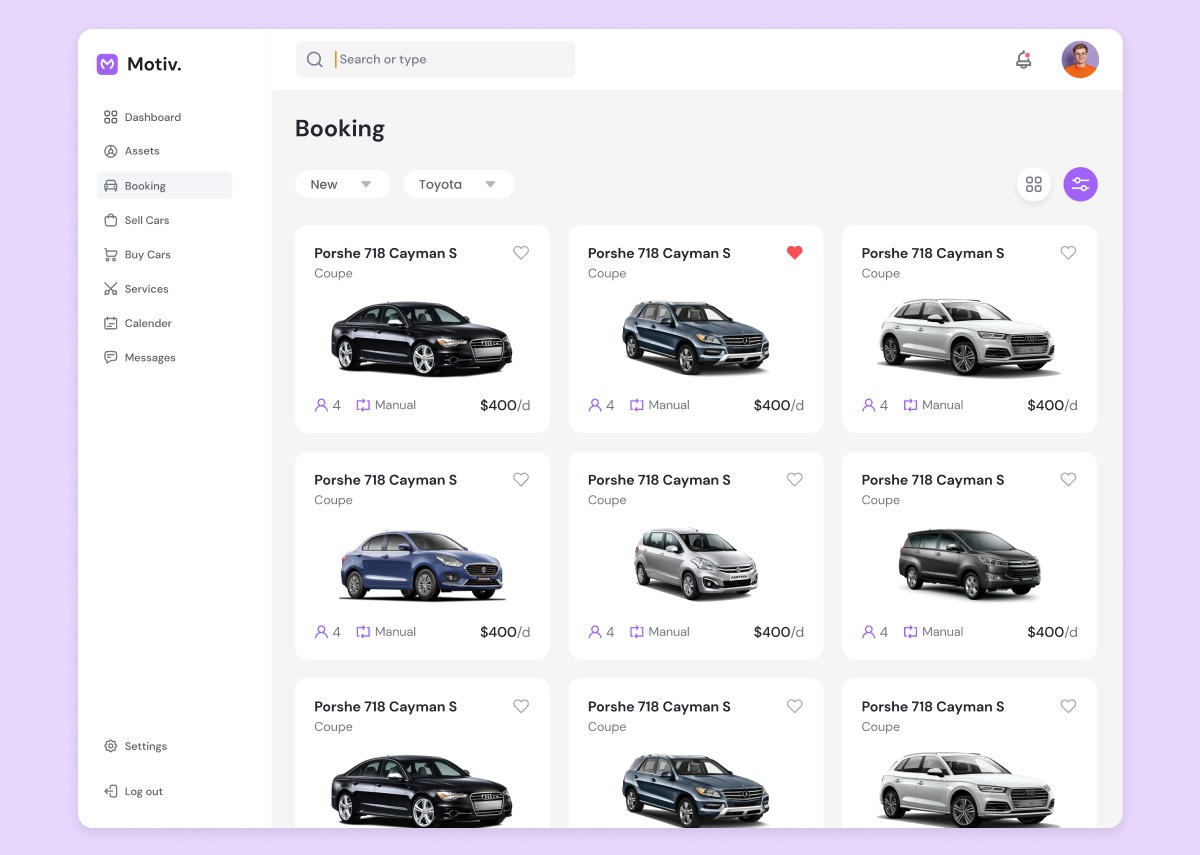 Motiv.
Search or type
Dashboard
Assets
Booking
Sell Cars
Buy Cars
Services
Calender
Messages
Settings
Log out
Booking
New
Toyota
Porshe 718 Cayman S
Coupe
4 Manual $400/d
Porshe 718 Cayman S
Coupe
4 Manual $400/d
Porshe 718 Cayman S
Coupe
4 Manual $400/d
Porshe 718 Cayman S
Coupe
4 Manual $400/d
Porshe 718 Cayman S
Coupe
4 Manual $400/d
Porshe 718 Cayman S
Coupe
4 Manual $400/d
Porshe 718 Cayman S
Coupe
Porshe 718 Cayman S
Coupe
Porshe 718 Cayman S
Coupe